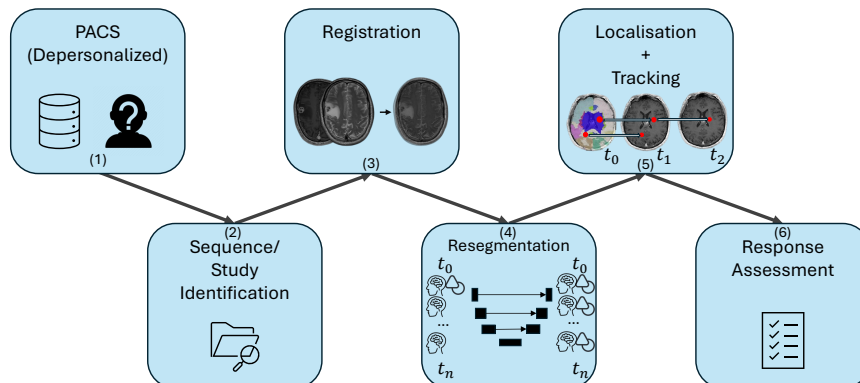 PACS
(Depersonalized)
?
(1)
(2)
Sequence/
Study
Identification
Registration
(3)
(4)
Resegmentation
t₀
t₀
...
...
tₙ
tₙ
Localisation
+
Tracking
t₀
t₁
t₂
(5)
(6)
Response
Assessment